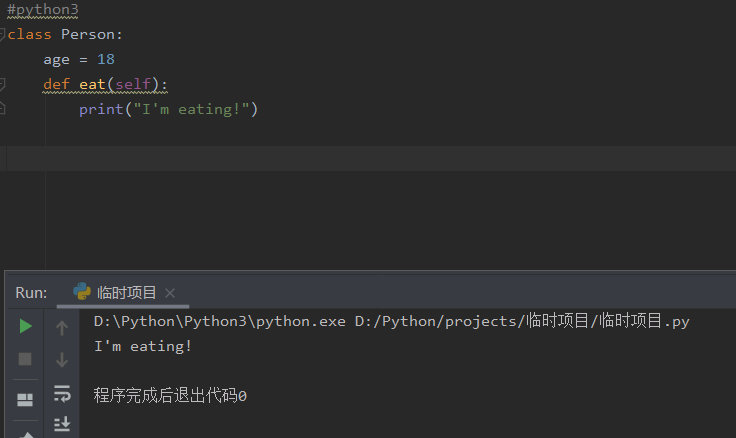 #python3
class Person:
    age = 18
    def eat(self):
        print("I'm eating!")
Run: 临时项目 ×
D:\Python\Python3\python.exe D:/Python/projects/临时项目/临时项目.py
I'm eating!
程序完成后退出代码0